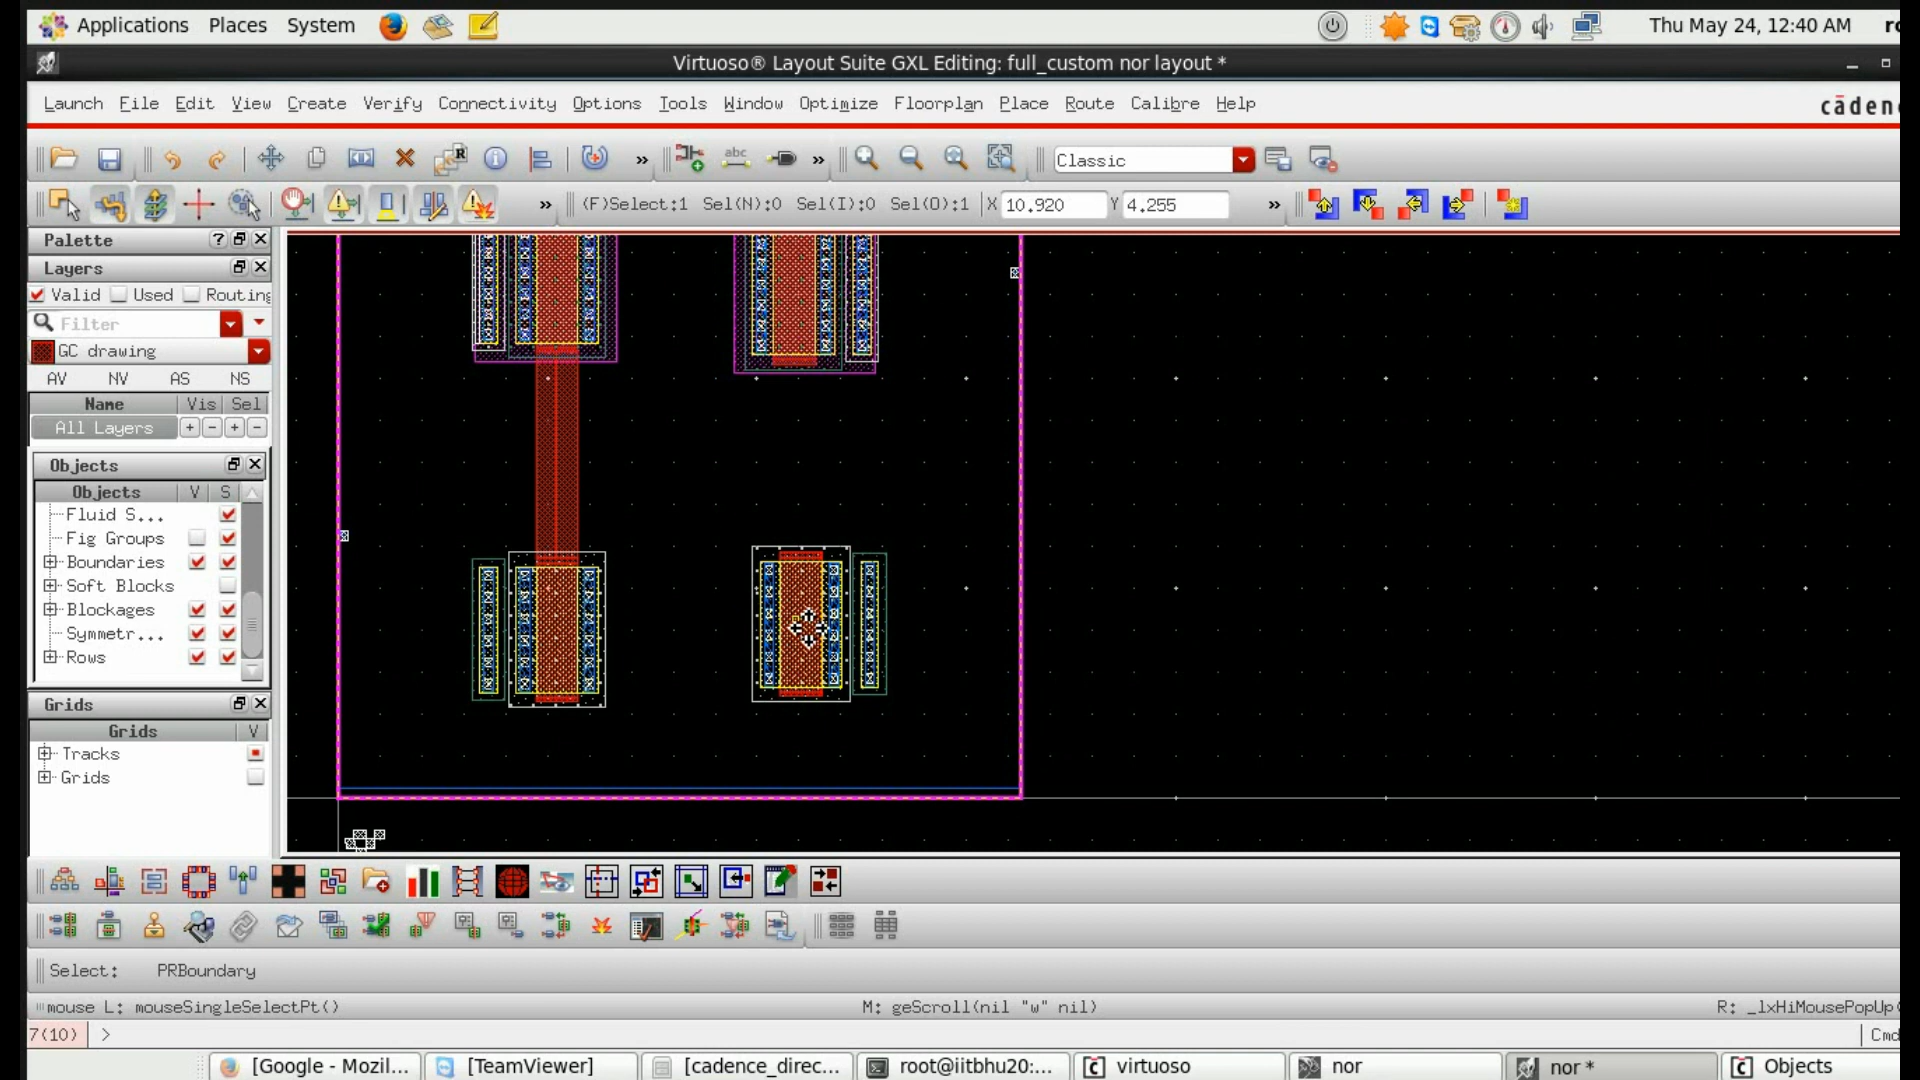 Applications Places System Thu May 24, 12:40 AM
Virtuoso® Layout Suite GXL Editing: full_custom nor layout *
Launch File Edit View Create Verify Connectivity Options Tools Window Optimize Floorplan Place Route Calibre Help cāden
» » Classic
» (F)Select:1 Sel(N):0 Sel(I):0 Sel(O):1 X 10.920 Y 4.255 »
Palette
Layers
Valid Used Routing
Filter
GC drawing
AV NV AS NS
Name Vis Sel
All Layers
Objects
Objects V S
Fluid S...
Fig Groups
Boundaries
Soft Blocks
Blockages
Symmetr...
Rows
Grids
Grids V
Tracks
Grids
Select: PRBoundary
mouse L: mouseSingleSelectPt() M: geScroll(nil "w" nil) R: _lxHiMousePopUp(
7(10) > Cmd
[Google - Mozil... [TeamViewer] [cadence_direc... root@iitbhu20:... virtuoso nor nor * Objects